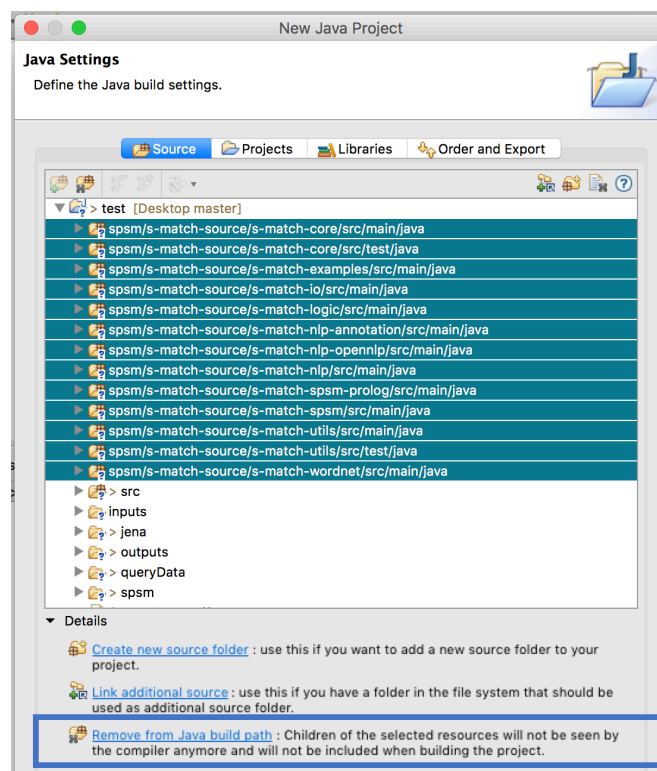 New Java Project
Java Settings
Define the Java build settings.
Source Projects Libraries Order and Export
> test [Desktop master]
spsm/s-match-source/s-match-core/src/main/java
spsm/s-match-source/s-match-core/src/test/java
spsm/s-match-source/s-match-examples/src/main/java
spsm/s-match-source/s-match-io/src/main/java
spsm/s-match-source/s-match-logic/src/main/java
spsm/s-match-source/s-match-nlp-annotation/src/main/java
spsm/s-match-source/s-match-nlp-opennlp/src/main/java
spsm/s-match-source/s-match-nlp/src/main/java
spsm/s-match-source/s-match-spsm-prolog/src/main/java
spsm/s-match-source/s-match-spsm/src/main/java
spsm/s-match-source/s-match-utils/src/main/java
spsm/s-match-source/s-match-utils/src/test/java
spsm/s-match-source/s-match-wordnet/src/main/java
> src
inputs
> jena
> outputs
> queryData
> spsm
Details
Create new source folder : use this if you want to add a new source folder to your
project.
Link additional source : use this if you have a folder in the file system that should be
used as additional source folder.
Remove from Java build path : Children of the selected resources will not be seen by
the compiler anymore and will not be included when building the project.